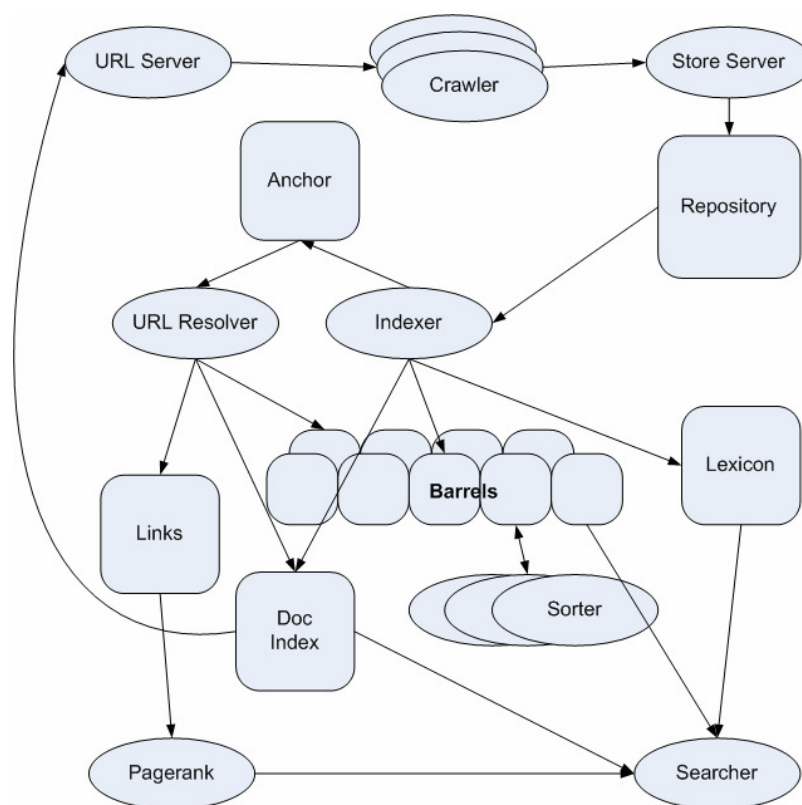 URL Server
Crawler
Store Server
Anchor
Repository
URL Resolver
Indexer
Lexicon
Barrels
Links
Doc
Index
Sorter
Pagerank
Searcher